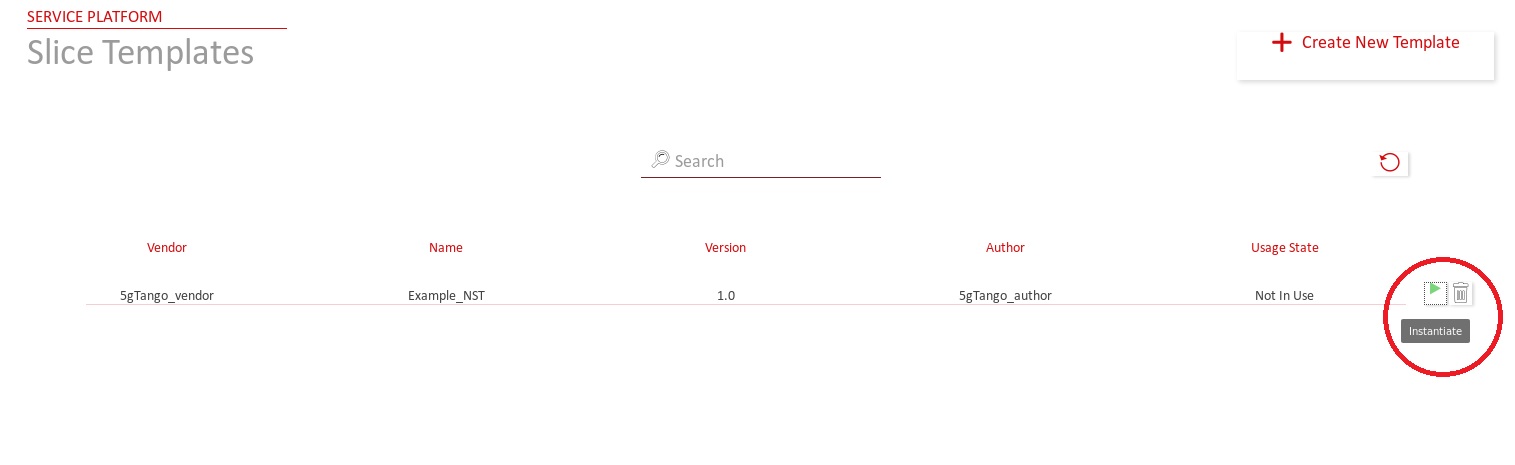 SERVICE PLATFORM
Slice Templates
Create New Template
Search
Vendor Name Version Author Usage State
5gTango_vendor Example_NST 1.0 5gTango_author Not In Use
Instantiate